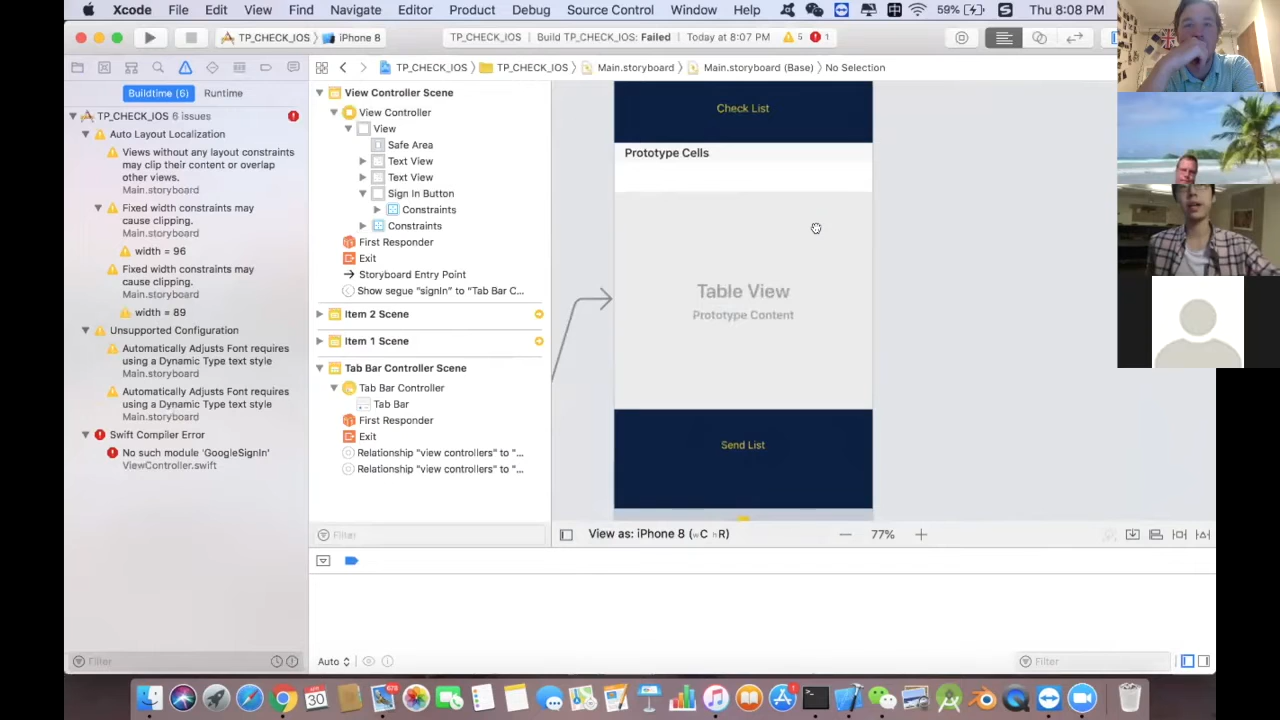 Xcode File Edit View Find Navigate Editor Product Debug Source Control Window Help 59% Thu 8:08 PM
TP_CHECK_IOS iPhone 8 TP_CHECK_IOS Build TP_CHECK_IOS: Failed Today at 8:07 PM 5 1
TP_CHECK_IOS TP_CHECK_IOS Main.storyboard Main.storyboard (Base) No Selection
Buildtime (6) Runtime
TP_CHECK_IOS 6 issues
Auto Layout Localization
Views without any layout constraints
may clip their content or overlap
other views.
Main.storyboard
Fixed width constraints may
cause clipping.
Main.storyboard
width = 96
Fixed width constraints may
cause clipping.
Main.storyboard
width = 89
Unsupported Configuration
Automatically Adjusts Font requires
using a Dynamic Type text style
Main.storyboard
Automatically Adjusts Font requires
using a Dynamic Type text style
Main.storyboard
Swift Compiler Error
No such module 'GoogleSignIn'
ViewController.swift
Filter
View Controller Scene
View Controller
View
Safe Area
Text View
Text View
Sign In Button
Constraints
Constraints
First Responder
Exit
Storyboard Entry Point
Show segue "signIn" to "Tab Bar C...
Item 2 Scene
Item 1 Scene
Tab Bar Controller Scene
Tab Bar Controller
Tab Bar
First Responder
Exit
Relationship "view controllers" to "...
Relationship "view controllers" to "...
Filter
Check List
Prototype Cells
Table View
Prototype Content
Send List
View as: iPhone 8 (wC hR) 77%
Auto
Filter
30